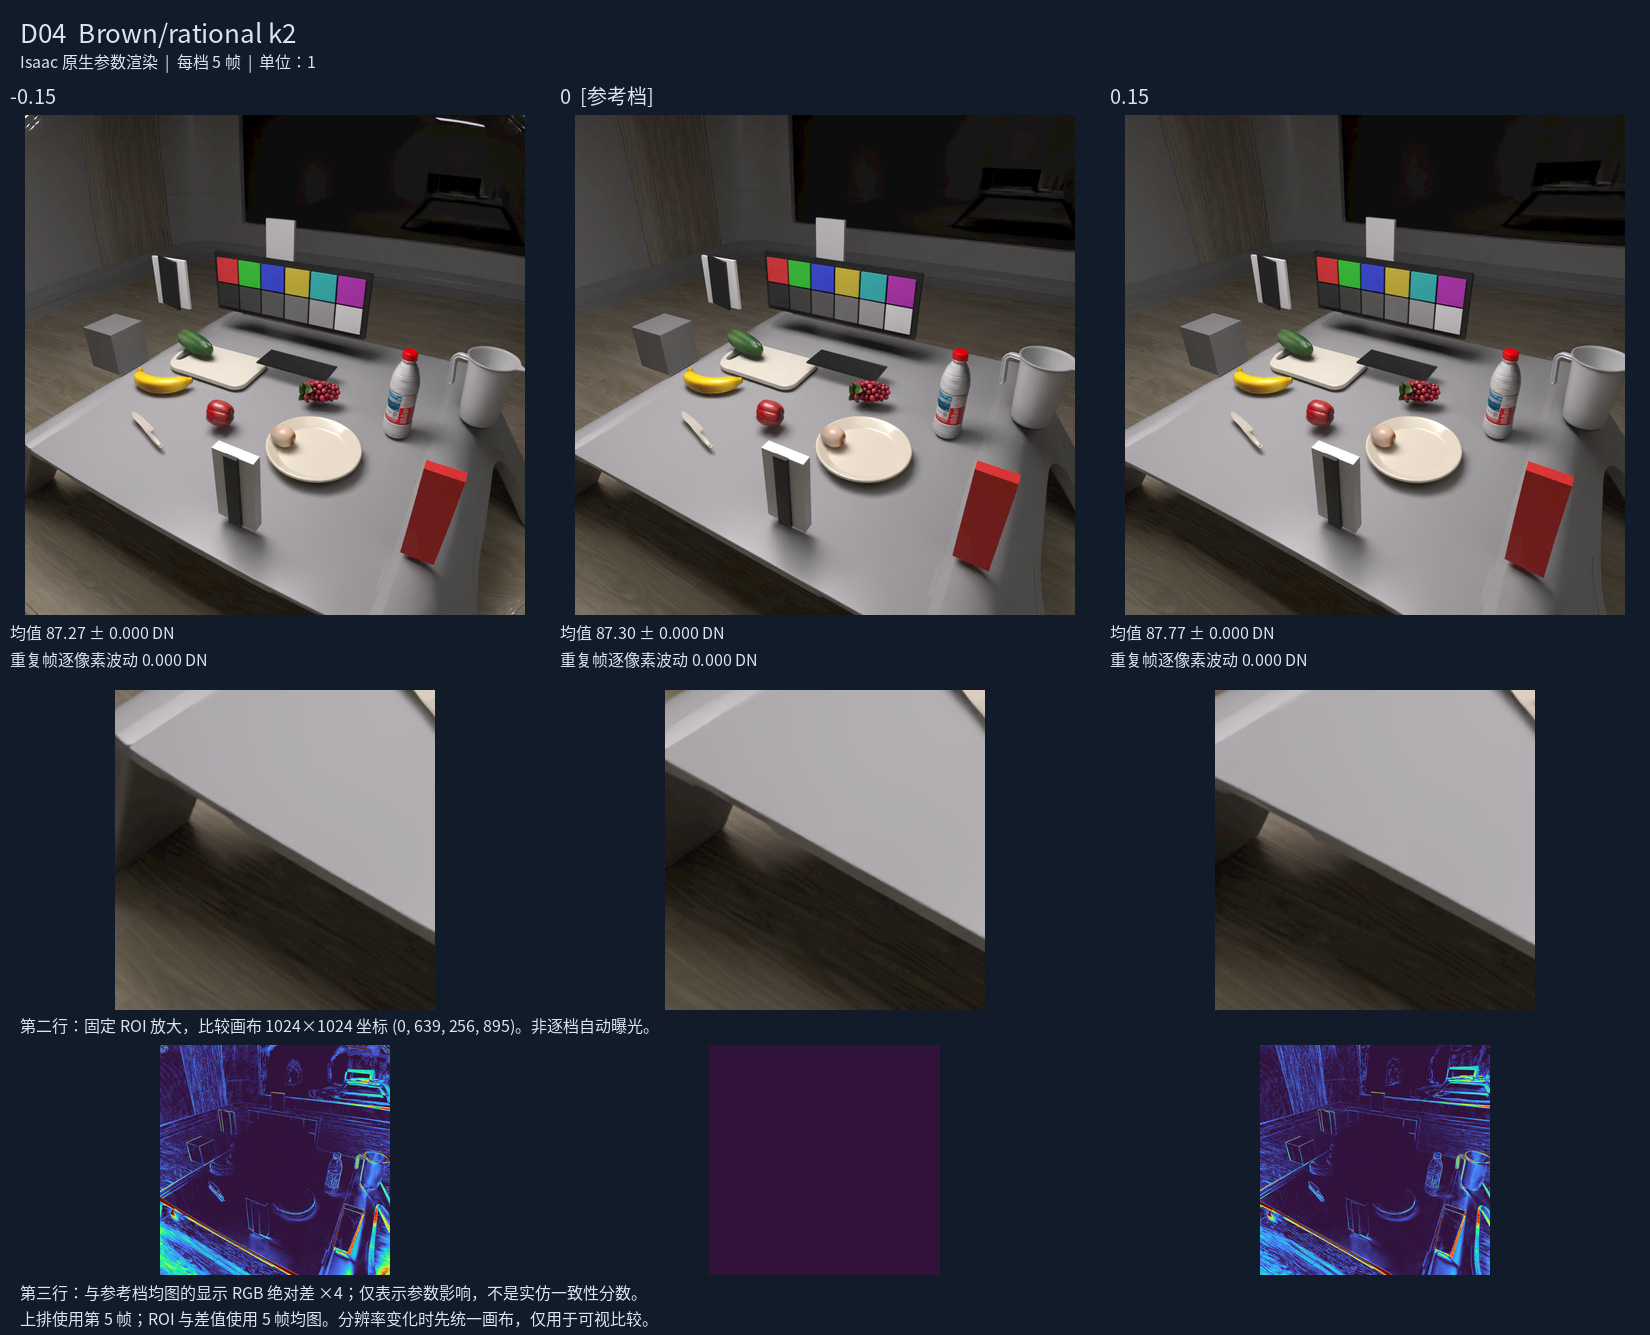 D04 Brown/rational k2
Isaac 原生参数渲染 | 每档 5 帧 | 单位：1
-0.15
0 [参考档]
0.15
均值 87.27 ± 0.000 DN
重复帧逐像素波动 0.000 DN
均值 87.30 ± 0.000 DN
重复帧逐像素波动 0.000 DN
均值 87.77 ± 0.000 DN
重复帧逐像素波动 0.000 DN
第二行：固定 ROI 放大，比较画布 1024×1024 坐标 (0, 639, 256, 895)。非逐档自动曝光。
第三行：与参考档均图的显示 RGB 绝对差 ×4；仅表示参数影响，不是实仿一致性分数。
上排使用第 5 帧；ROI 与差值使用 5 帧均图。分辨率变化时先统一画布，仅用于可视比较。